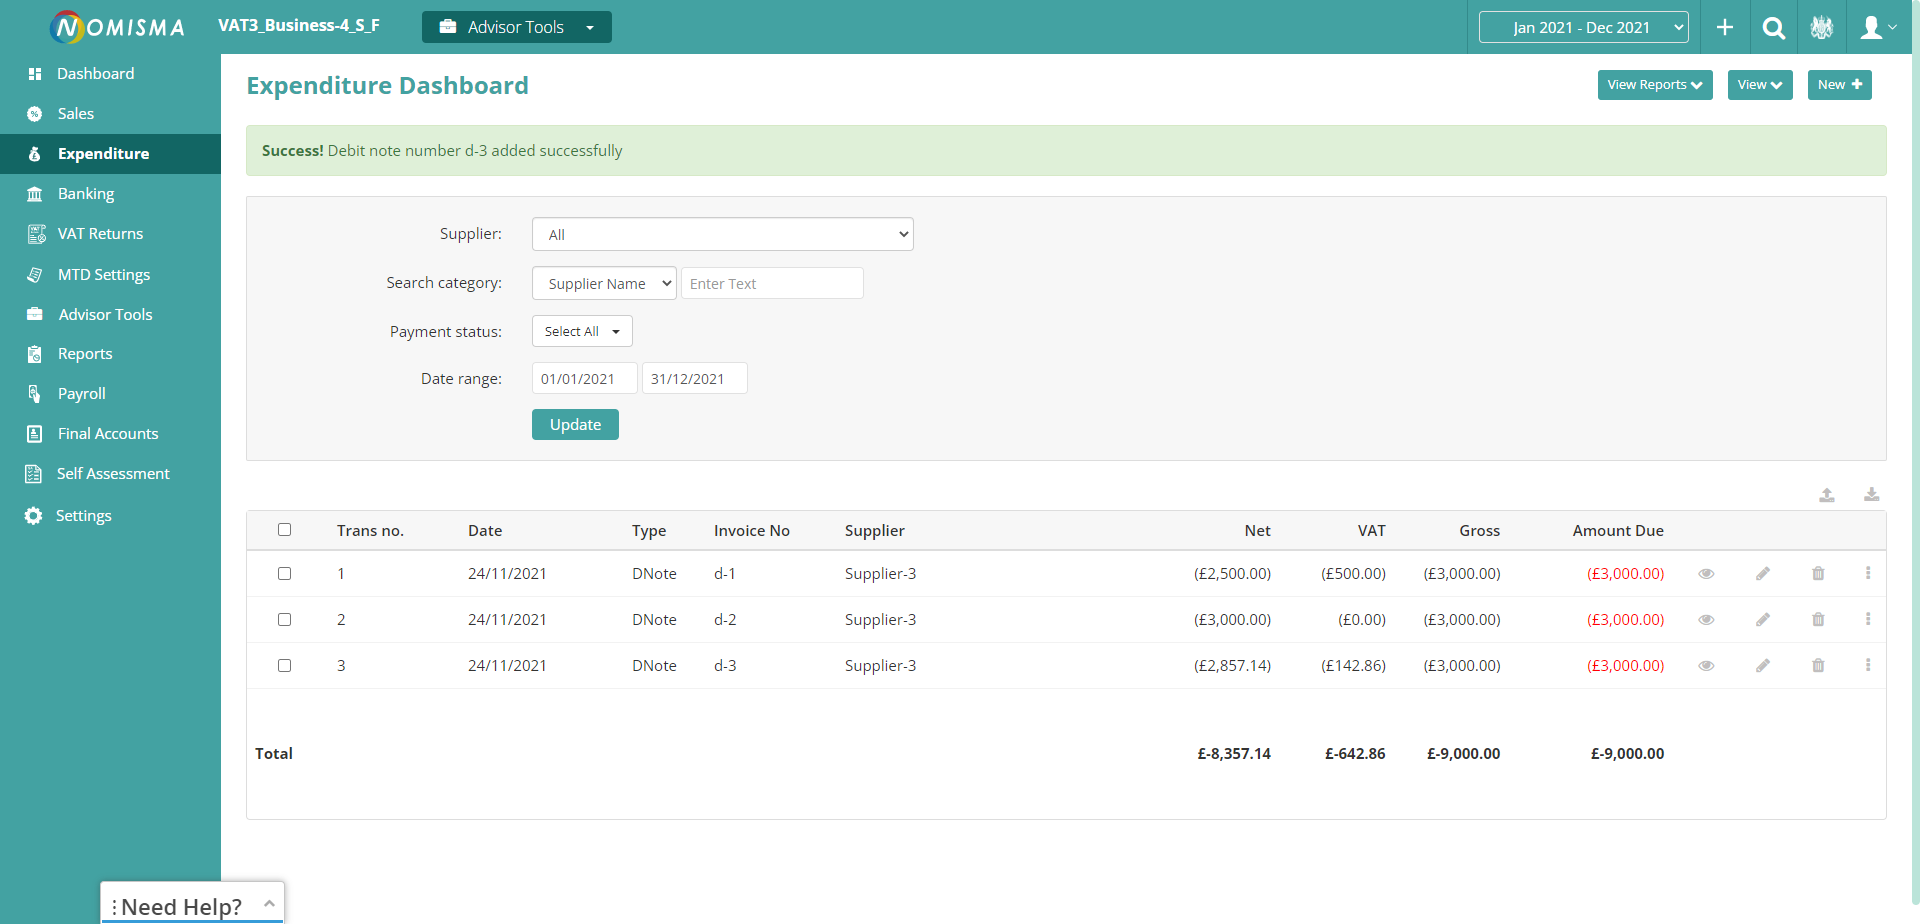 NOMISMA VAT3_Business-4_S_F Advisor Tools Jan 2021 - Dec 2021
Dashboard
Sales
Expenditure
Banking
VAT Returns
MTD Settings
Advisor Tools
Reports
Payroll
Final Accounts
Self Assessment
Settings
Expenditure Dashboard View Reports View New
Success! Debit note number d-3 added successfully
Supplier: All
Search category: Supplier Name Enter Text
Payment status: Select All
Date range: 01/01/2021 31/12/2021
Update
Trans no. Date Type Invoice No Supplier Net VAT Gross Amount Due
1 24/11/2021 DNote d-1 Supplier-3 (£2,500.00) (£500.00) (£3,000.00) (£3,000.00)
2 24/11/2021 DNote d-2 Supplier-3 (£3,000.00) (£0.00) (£3,000.00) (£3,000.00)
3 24/11/2021 DNote d-3 Supplier-3 (£2,857.14) (£142.86) (£3,000.00) (£3,000.00)
Total £-8,357.14 £-642.86 £-9,000.00 £-9,000.00
Need Help?